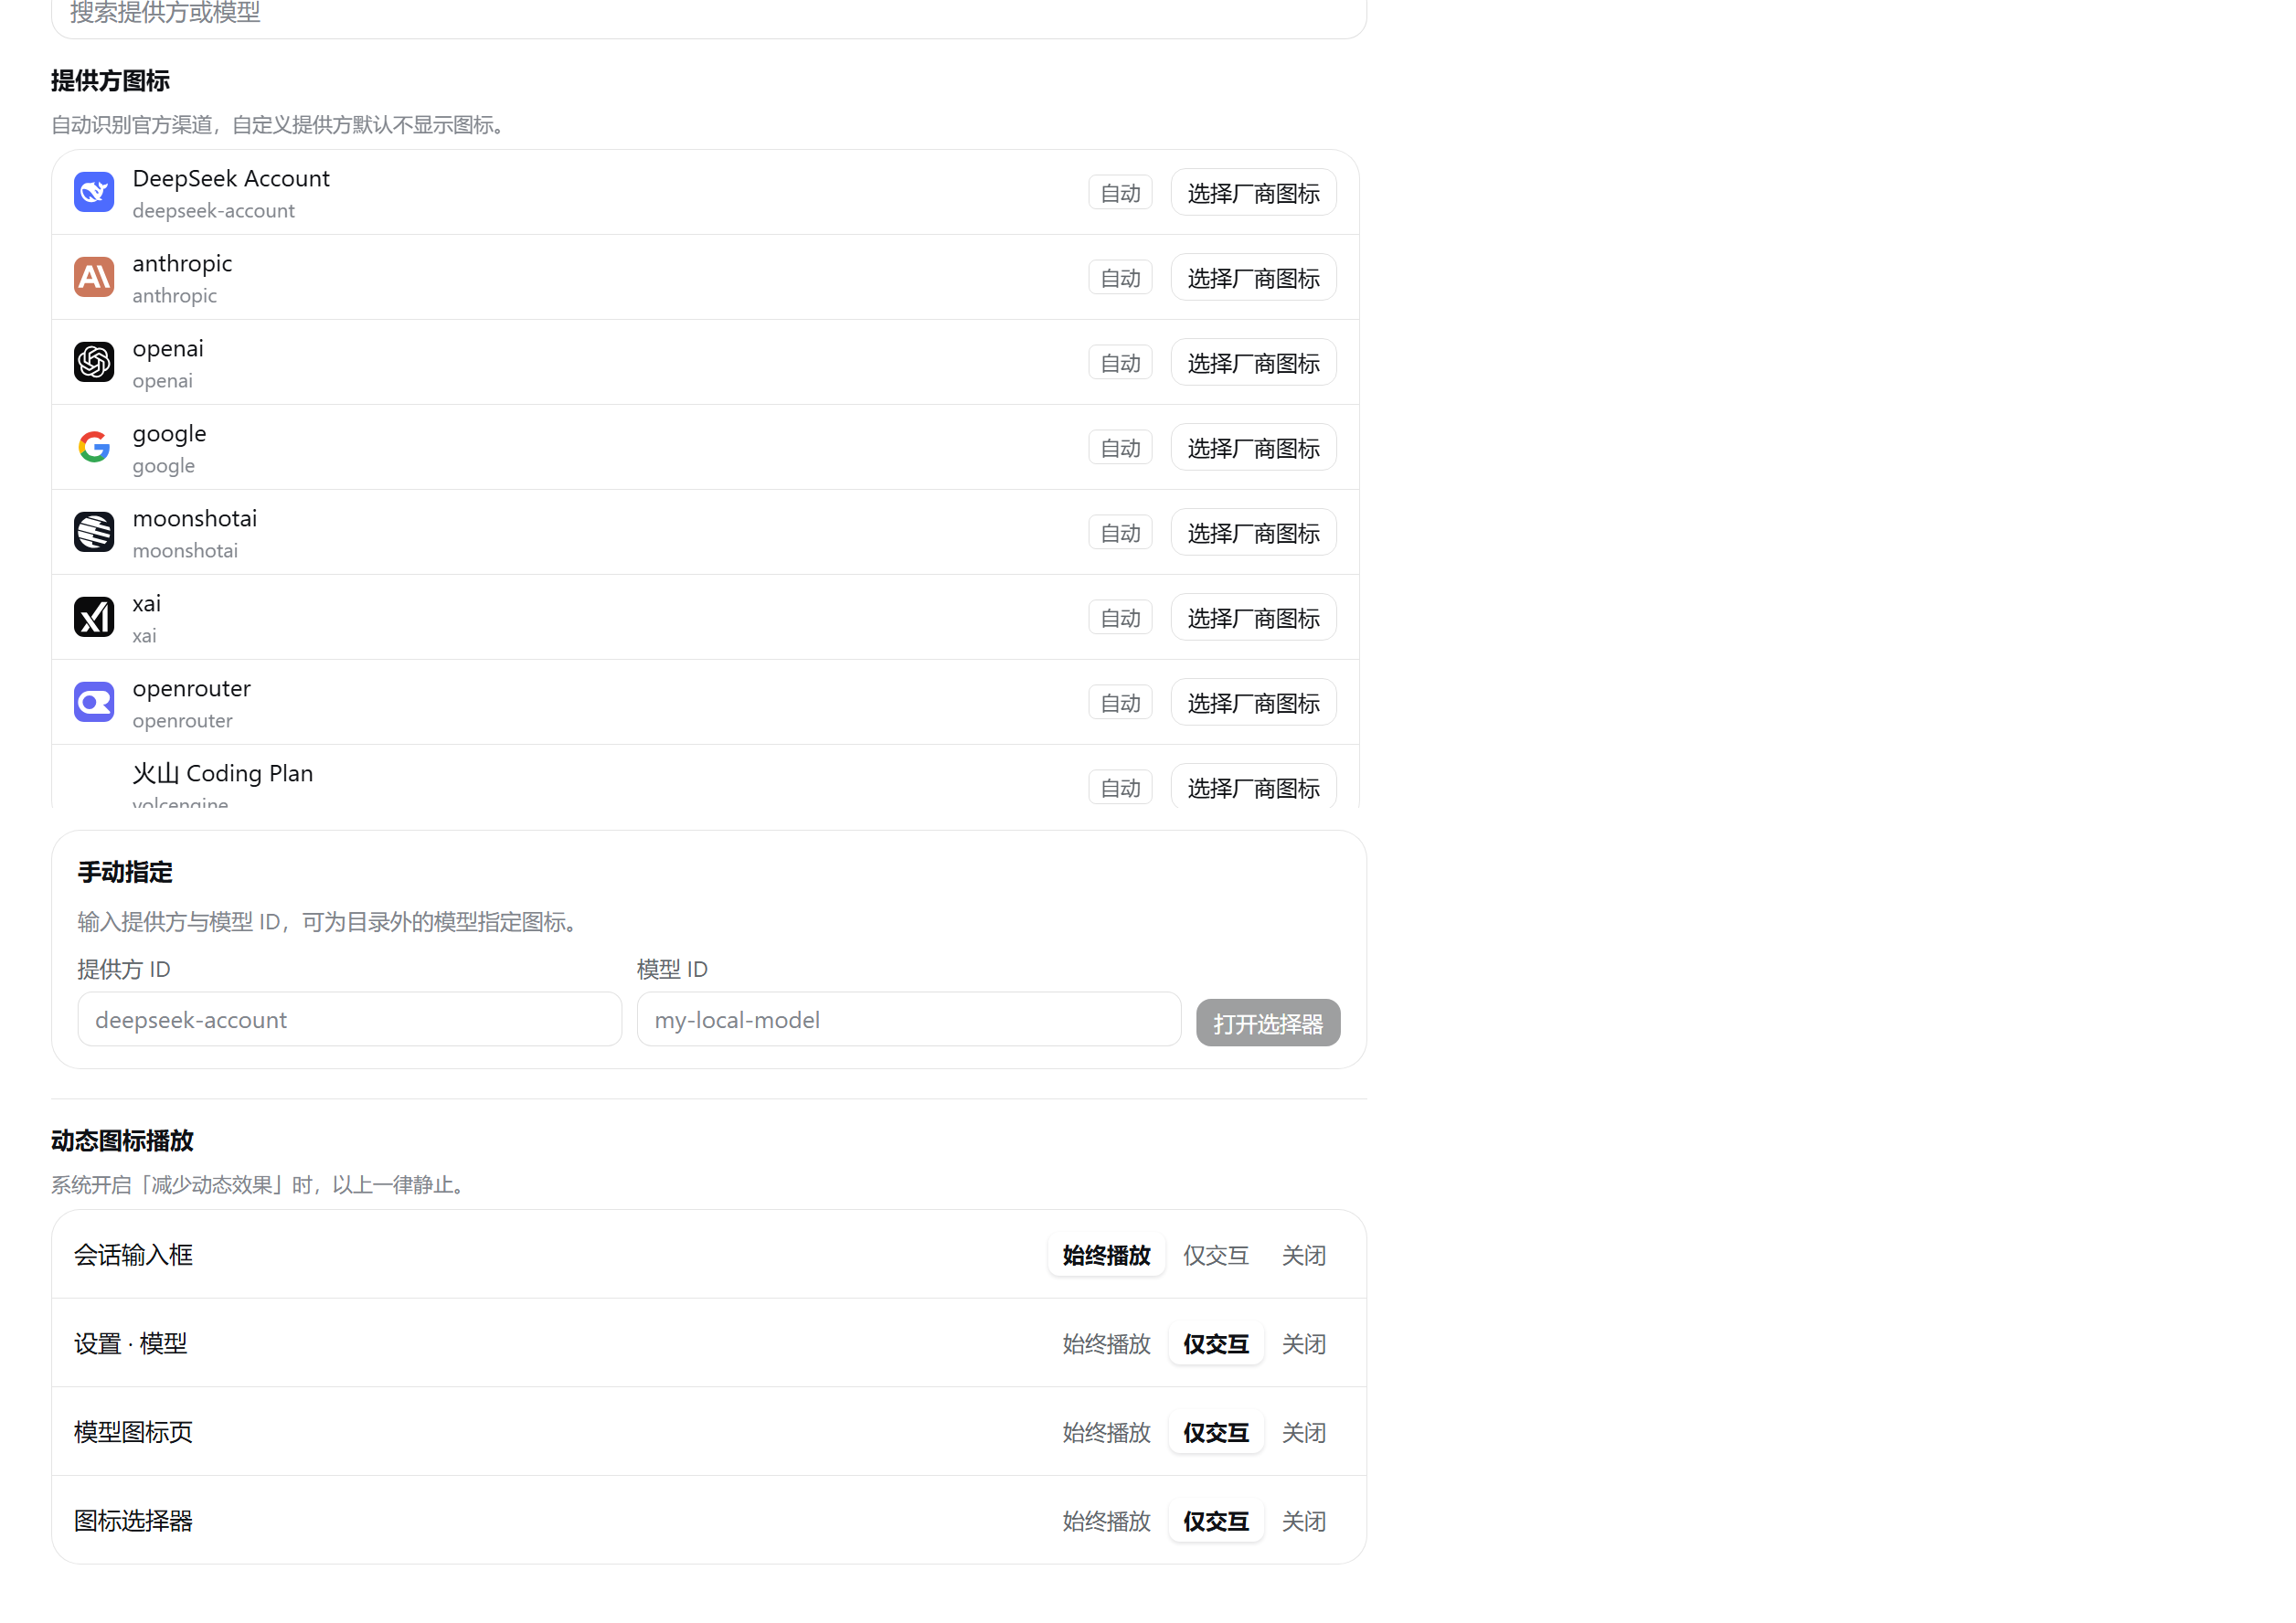 搜索提供方或模型
提供方图标
自动识别官方渠道，自定义提供方默认不显示图标。
DeepSeek Account
deepseek-account
自动
选择厂商图标
anthropic
anthropic
自动
选择厂商图标
openai
openai
自动
选择厂商图标
google
google
自动
选择厂商图标
moonshotai
moonshotai
自动
选择厂商图标
xai
xai
自动
选择厂商图标
openrouter
openrouter
自动
选择厂商图标
火山 Coding Plan
volcengine
自动
选择厂商图标
手动指定
输入提供方与模型 ID，可为目录外的模型指定图标。
提供方 ID
模型 ID
deepseek-account
my-local-model
打开选择器
动态图标播放
系统开启「减少动态效果」时，以上一律静止。
会话输入框
始终播放 仅交互 关闭
设置 · 模型
始终播放 仅交互 关闭
模型图标页
始终播放 仅交互 关闭
图标选择器
始终播放 仅交互 关闭